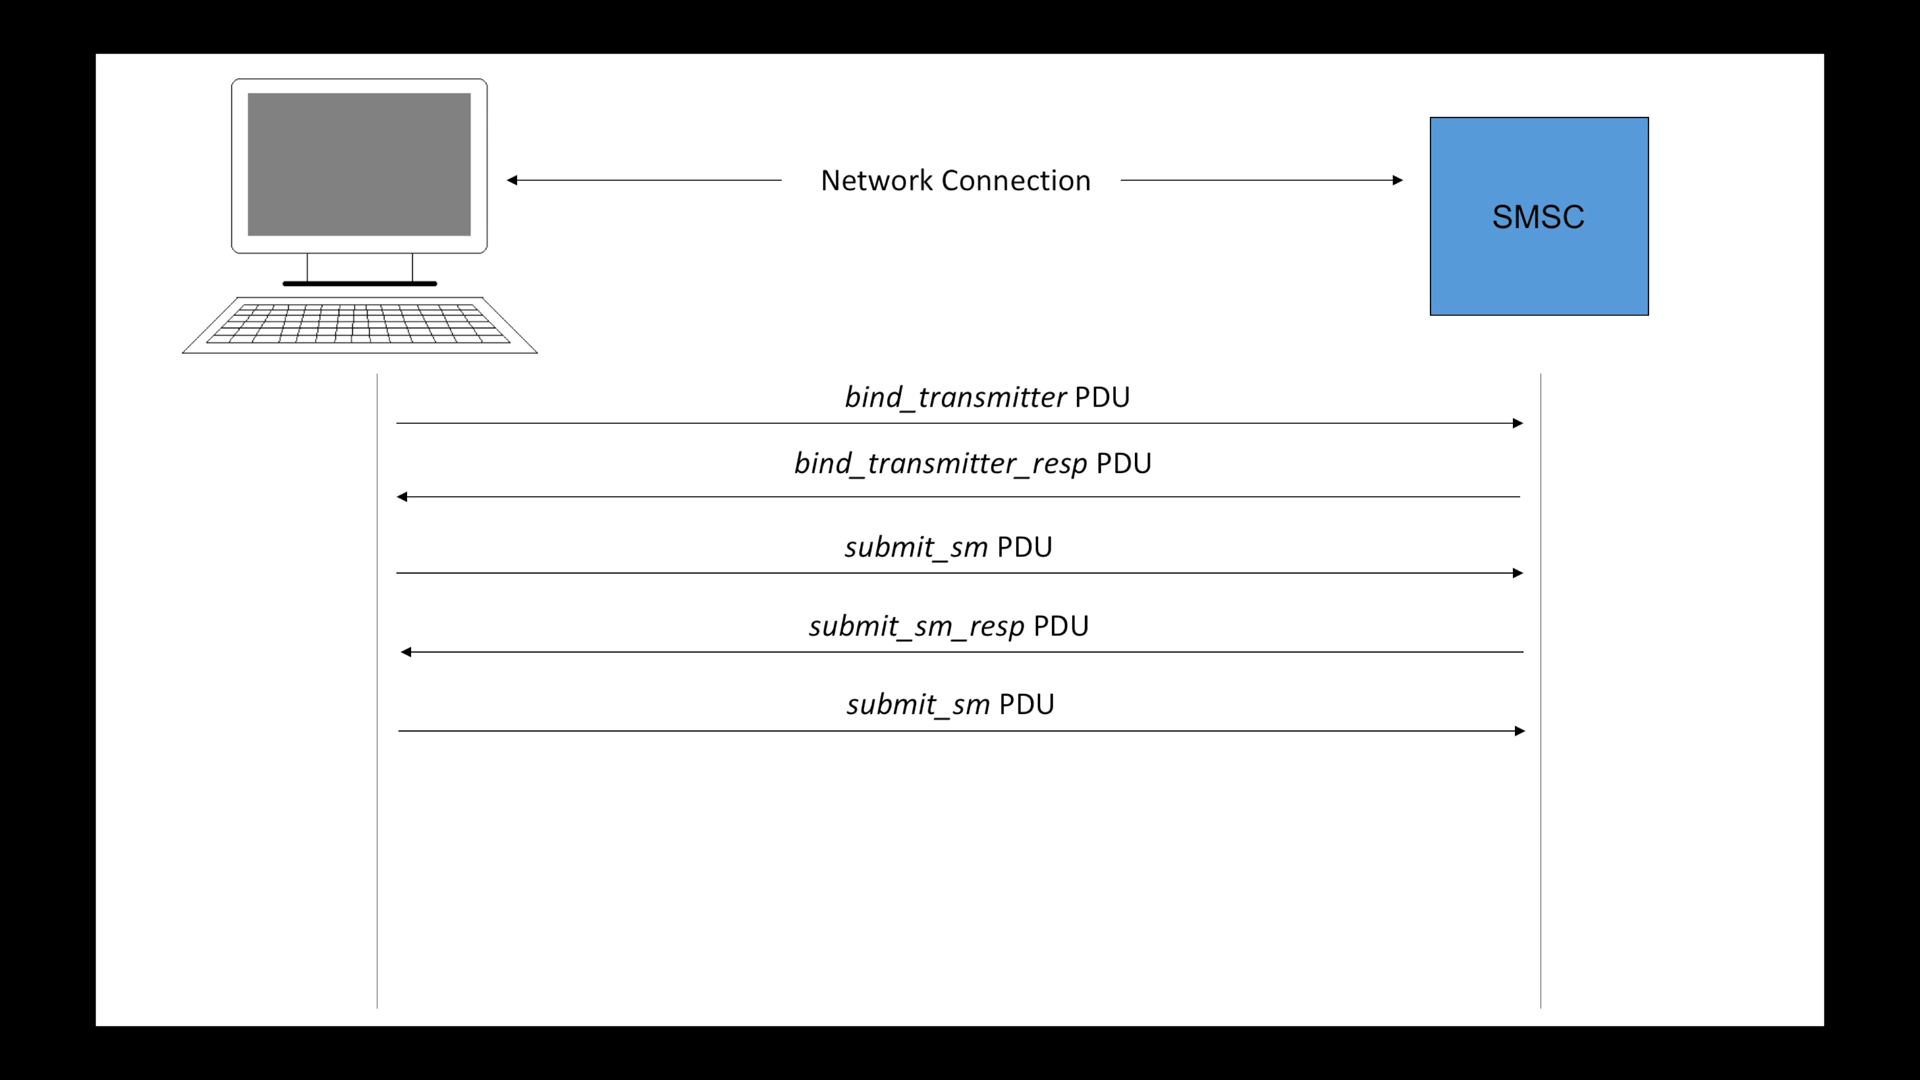 Network Connection
SMSC
bind_transmitter PDU
bind_transmitter_resp PDU
submit_sm PDU
submit_sm_resp PDU
submit_sm PDU